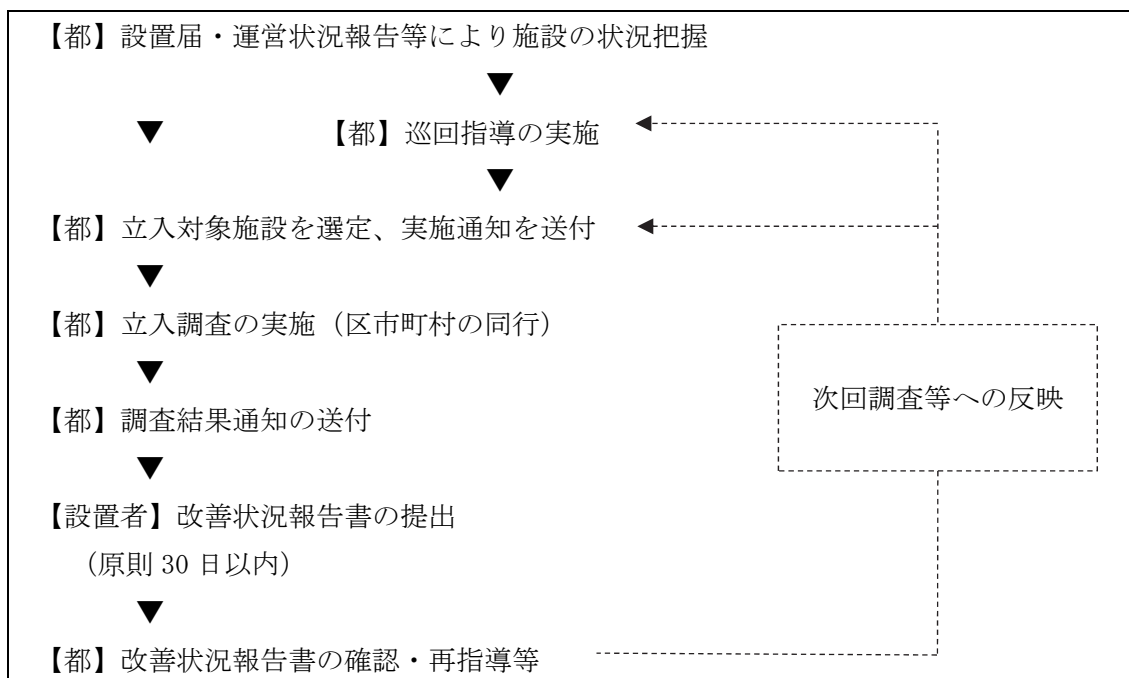 【都】設置届・運営状況報告等により施設の状況把握
▼
▼ 【都】巡回指導の実施
▼
【都】立入対象施設を選定、実施通知を送付
▼
【都】立入調査の実施（区市町村の同行）
▼
次回調査等への反映
【都】調査結果通知の送付
▼
【設置者】改善状況報告書の提出
（原則 30 日以内）
▼
【都】改善状況報告書の確認・再指導等